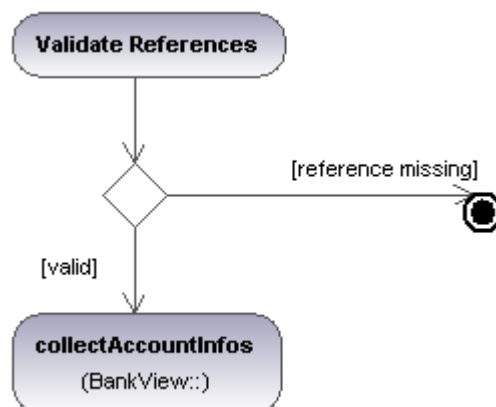 Validate References
[reference missing]
[valid]
collectAccountInfos
(BankView::)